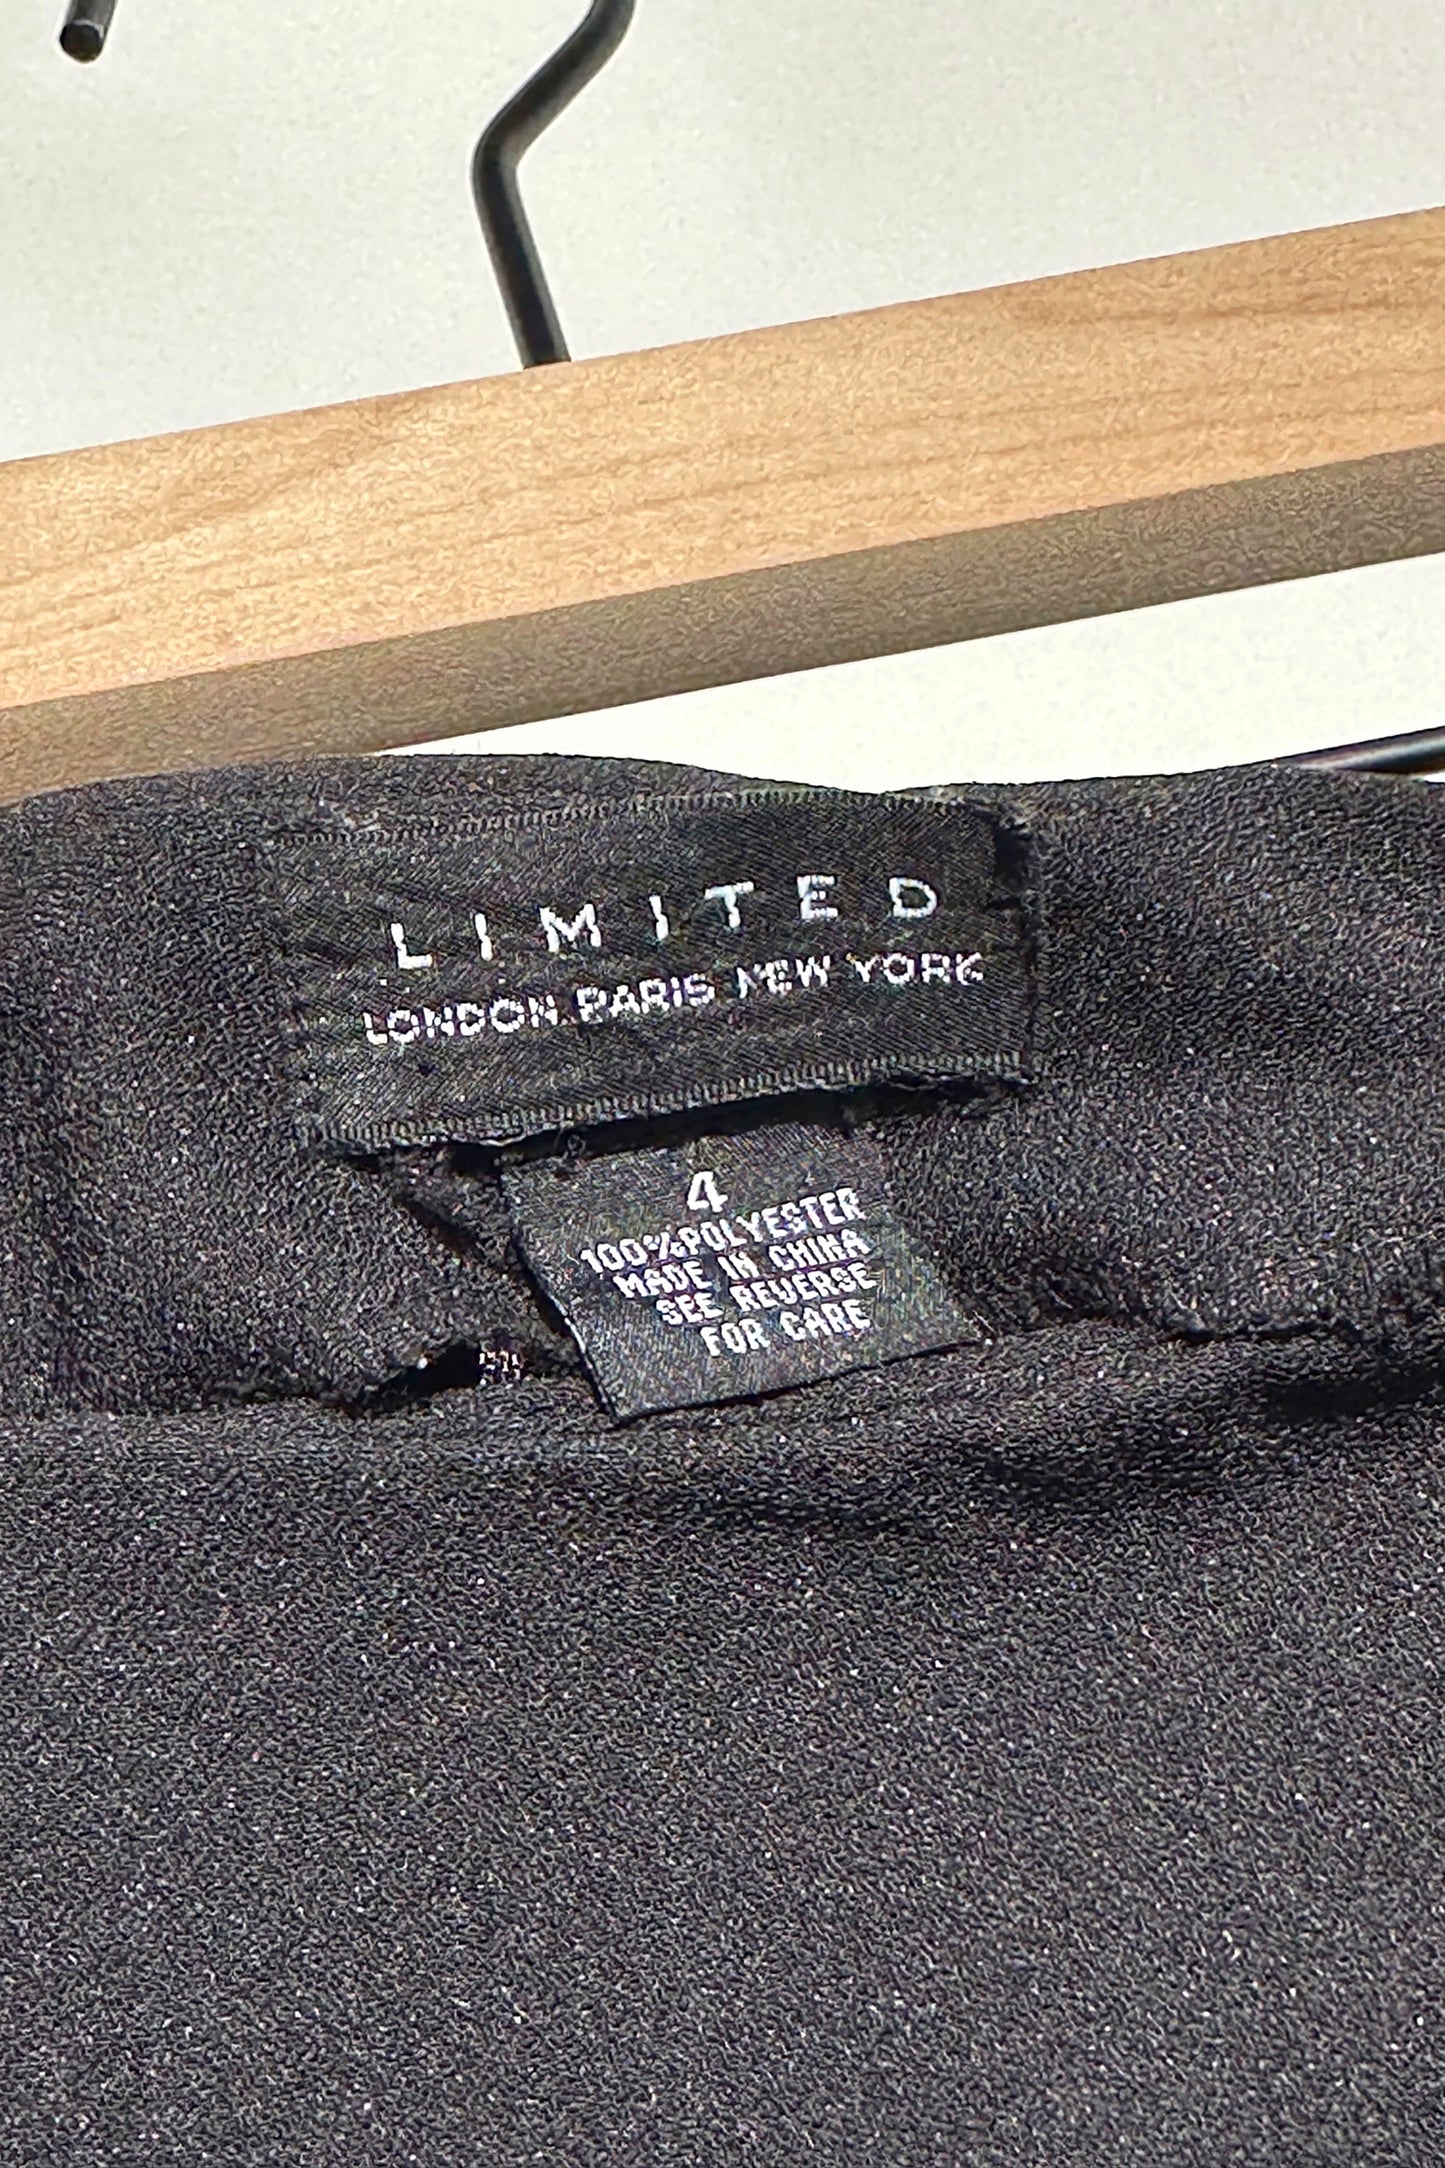 LIMITED
LONDON PARIS NEW YORK
4
100%POLYESTER
MADE IN CHINA
SEE REVERSE
FOR CARE